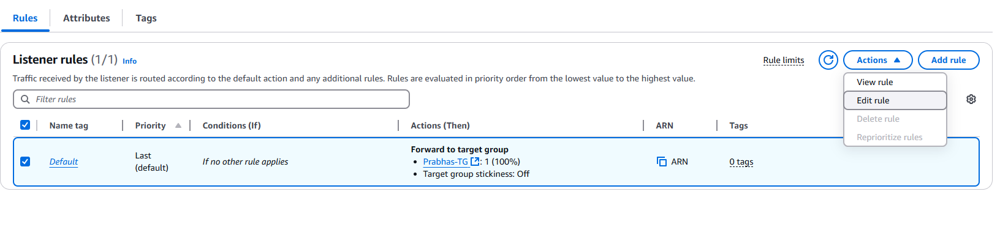 Rules
Attributes
Tags
Listener rules (1/1) Info
Rule limits
Actions
Add rule
Traffic received by the listener is routed according to the default action and any additional rules. Rules are evaluated in priority order from the lowest value to the highest value.
View rule
Edit rule
Delete rule
Reprioritize rules
Filter rules
Name tag
Priority
Conditions (If)
Actions (Then)
ARN
Tags
Default
Last
(default)
If no other rule applies
Forward to target group
• Prabhas-TG : 1 (100%)
• Target group stickiness: Off
ARN
0 tags